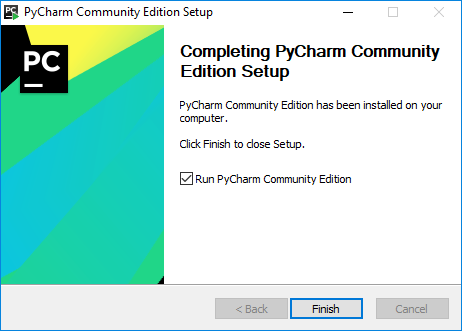 PC PyCharm Community Edition Setup
PC
Completing PyCharm Community
Edition Setup
PyCharm Community Edition has been installed on your
computer.
Click Finish to close Setup.
Run PyCharm Community Edition
< Back Finish Cancel